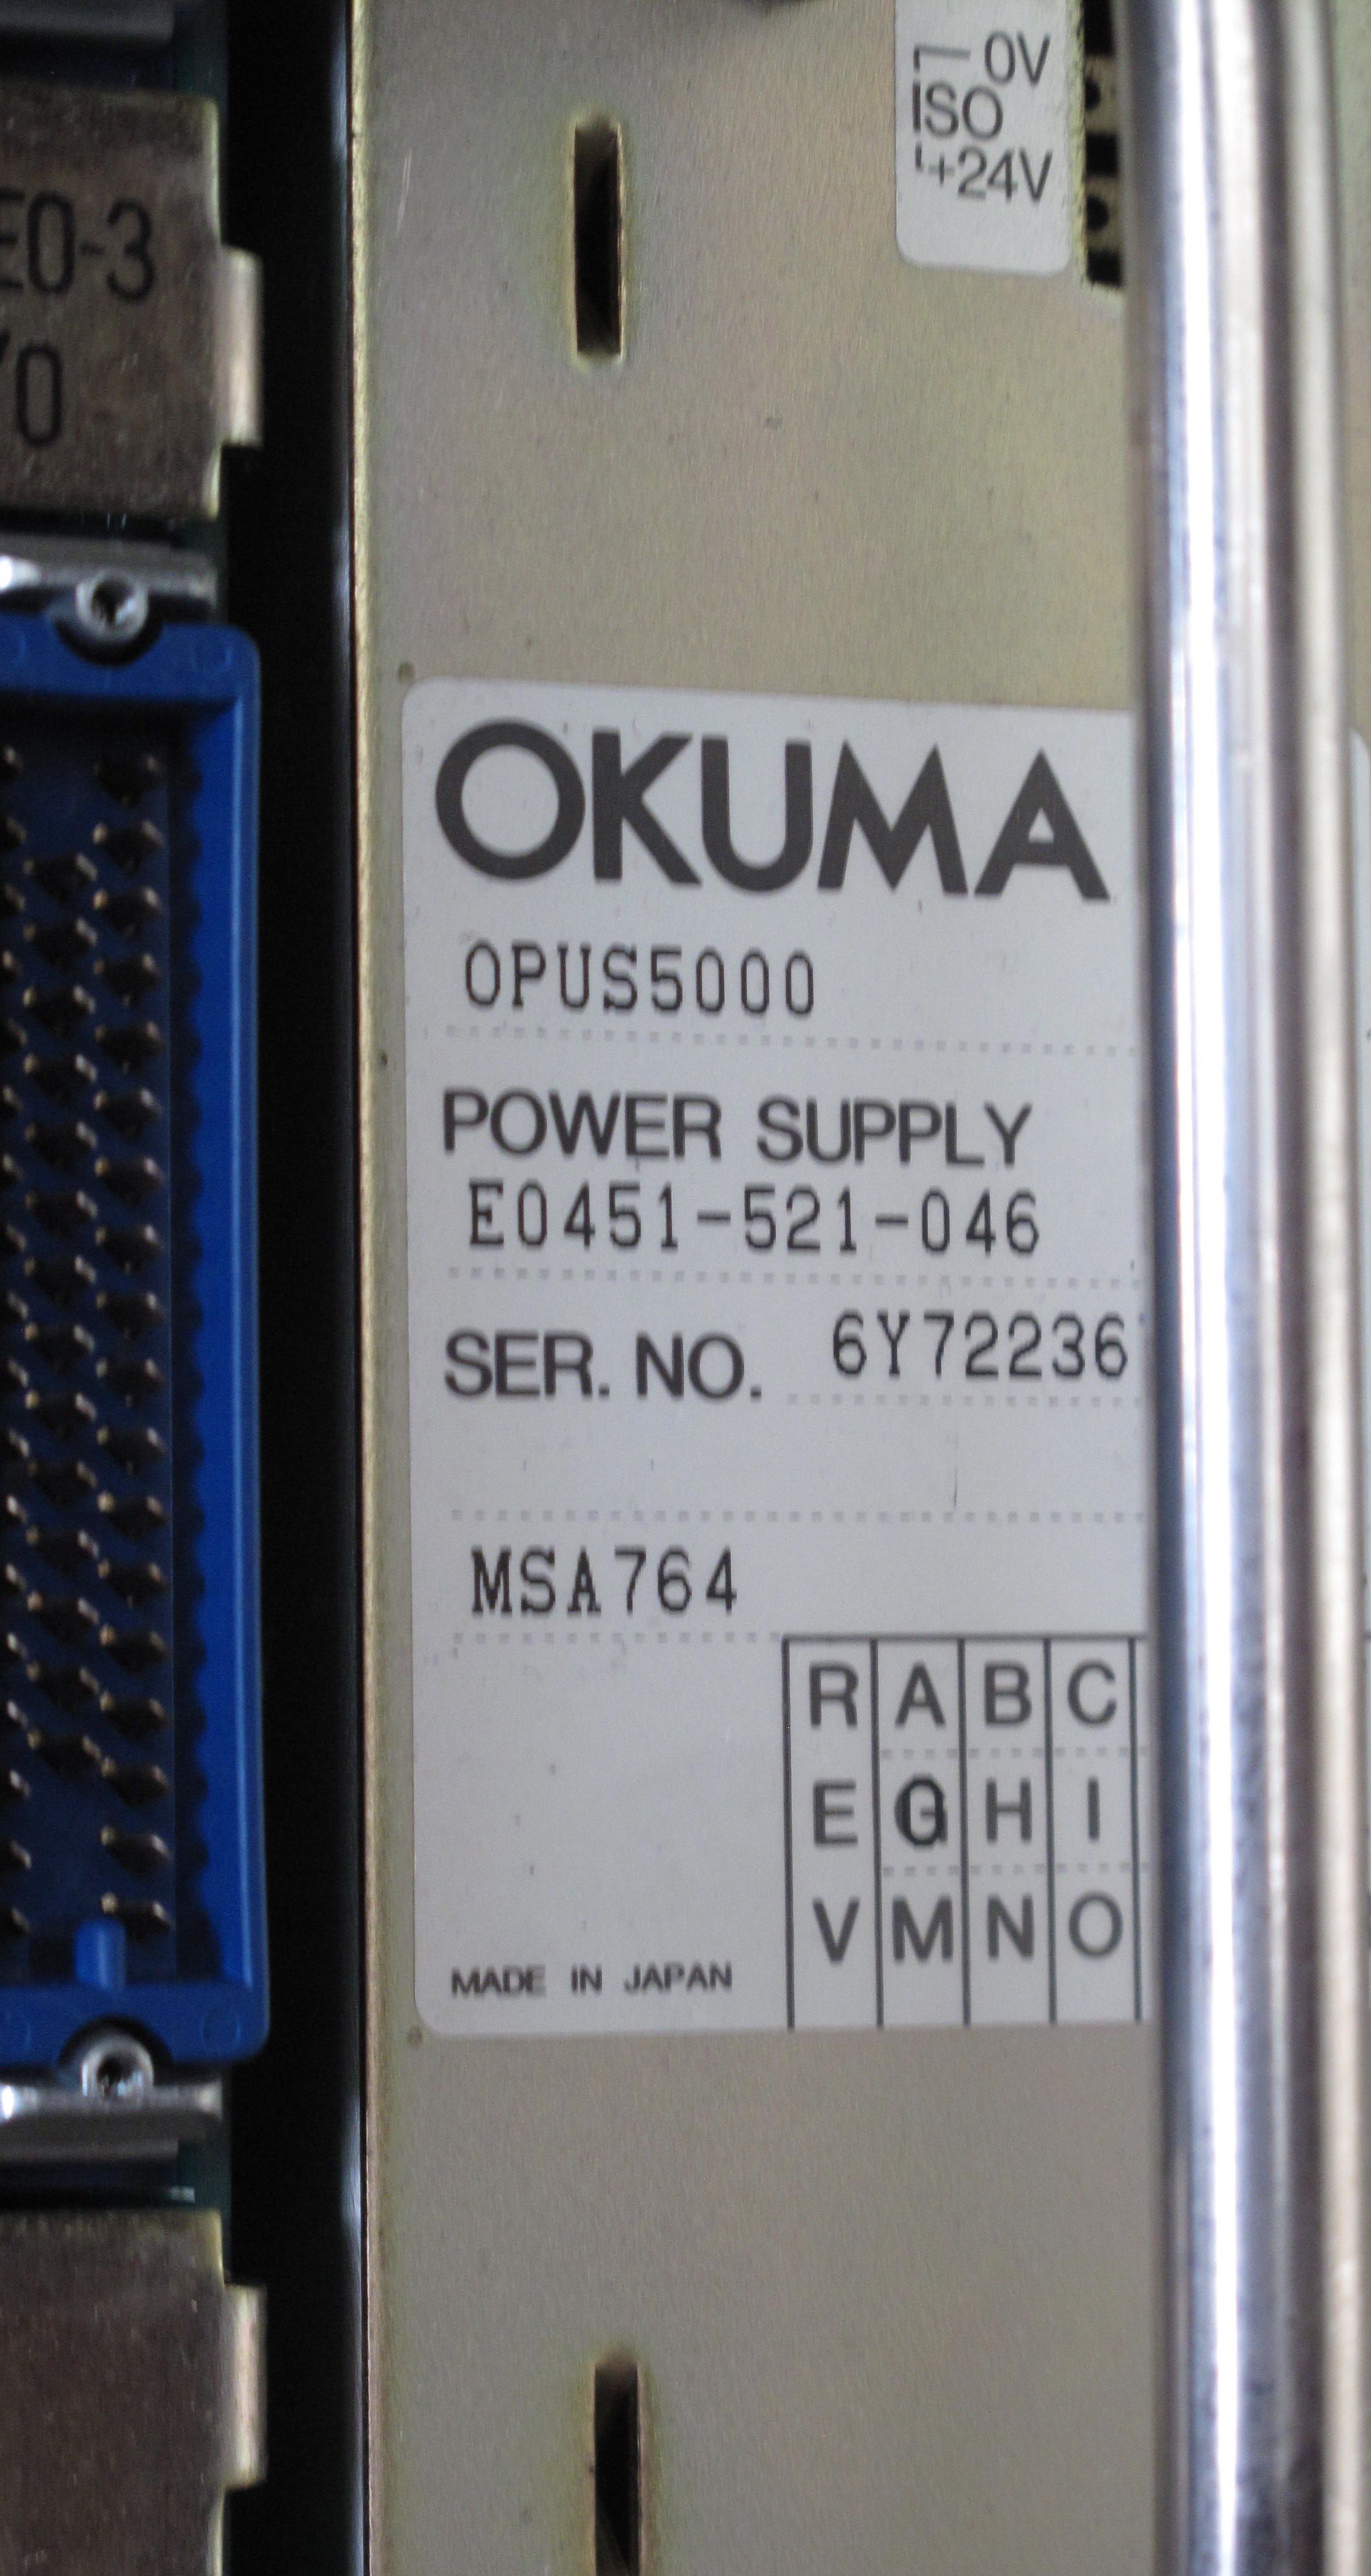 0V
ISO
+24V
E0-3
/0
OKUMA
OPUS5000
POWER SUPPLY
E0451-521-046
SER. NO. 6Y72236
MSA764
R A B C
E G H I
V M N O
MADE IN JAPAN